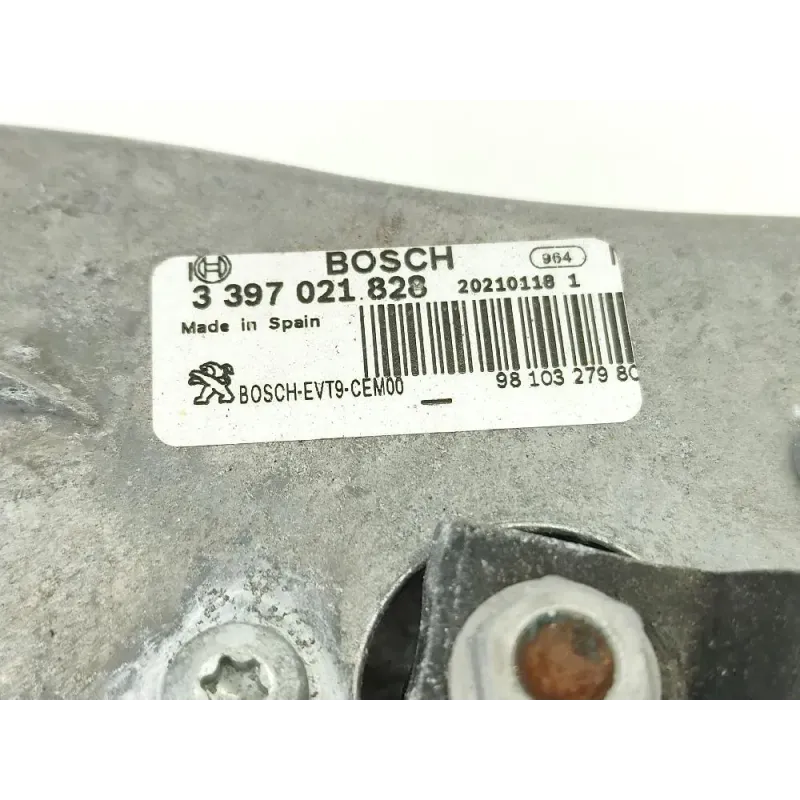 BOSCH 964
3 397 021 828 20210118 1
Made in Spain
BOSCH-EVT9-CEM00 98 103 279 80